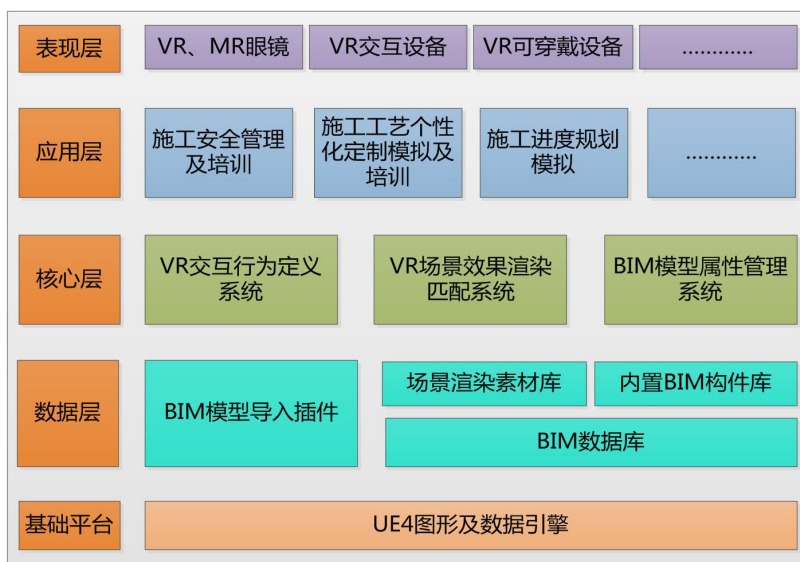 表现层
VR、MR眼镜
VR交互设备
VR可穿戴设备
............
应用层
施工安全管理
及培训
施工工艺个性
化定制模拟及
培训
施工进度规划
模拟
............
核心层
VR交互行为定义
系统
VR场景效果渲染
匹配系统
BIM模型属性管理
系统
数据层
BIM模型导入插件
场景渲染素材库
内置BIM构件库
BIM数据库
基础平台
UE4图形及数据引擎